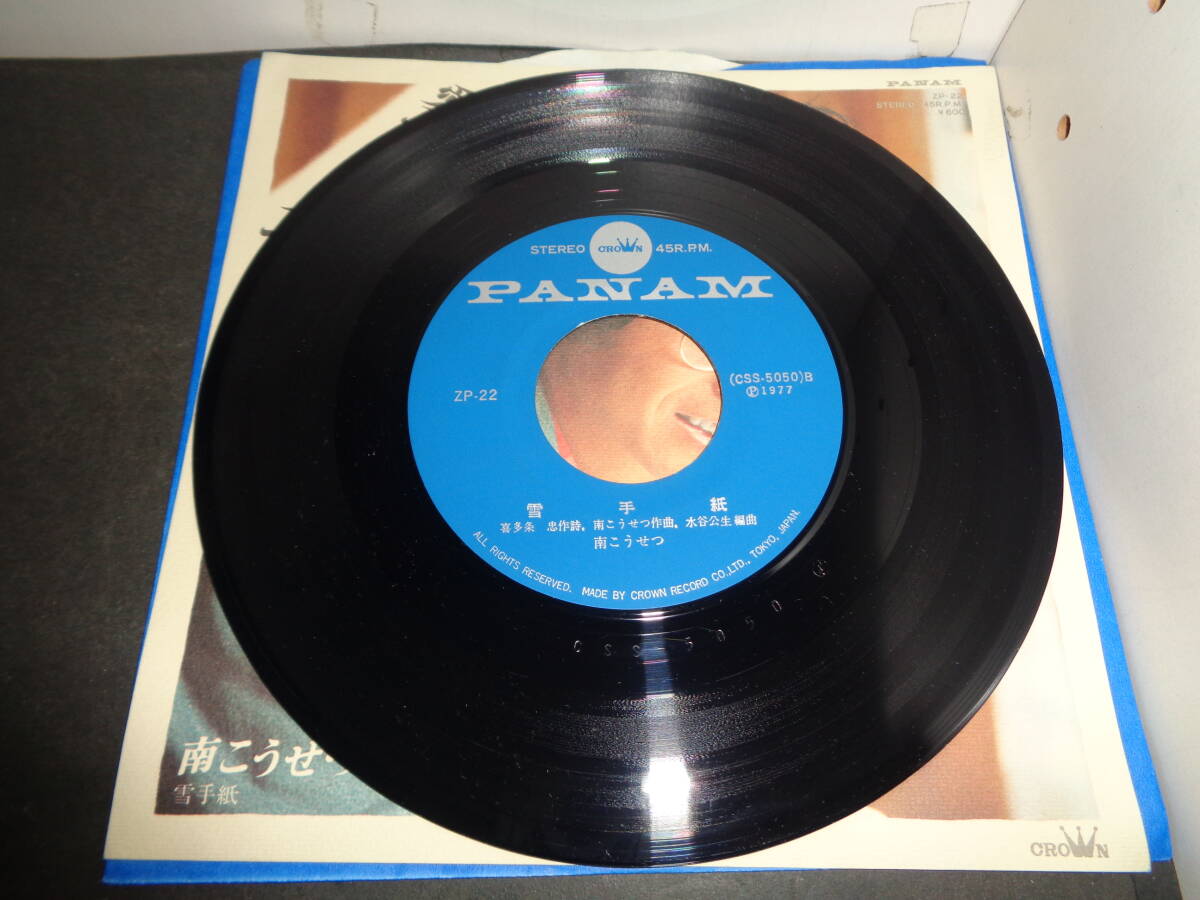 PANAM
ZP-22
STEREO 45R.P.M.
¥600
STEREO CROWN 45R.P.M.
PANAM
ZP-22
(CSS-5050)B
Ⓟ1977
雪手紙
喜多条 忠作詩, 南こうせつ作曲, 水谷公生編曲
南こうせつ
ALL RIGHTS RESERVED. MADE BY CROWN RECORD CO.,LTD., TOKYO, JAPAN.
CSS 5050
南こうせつ
雪手紙
CROWN